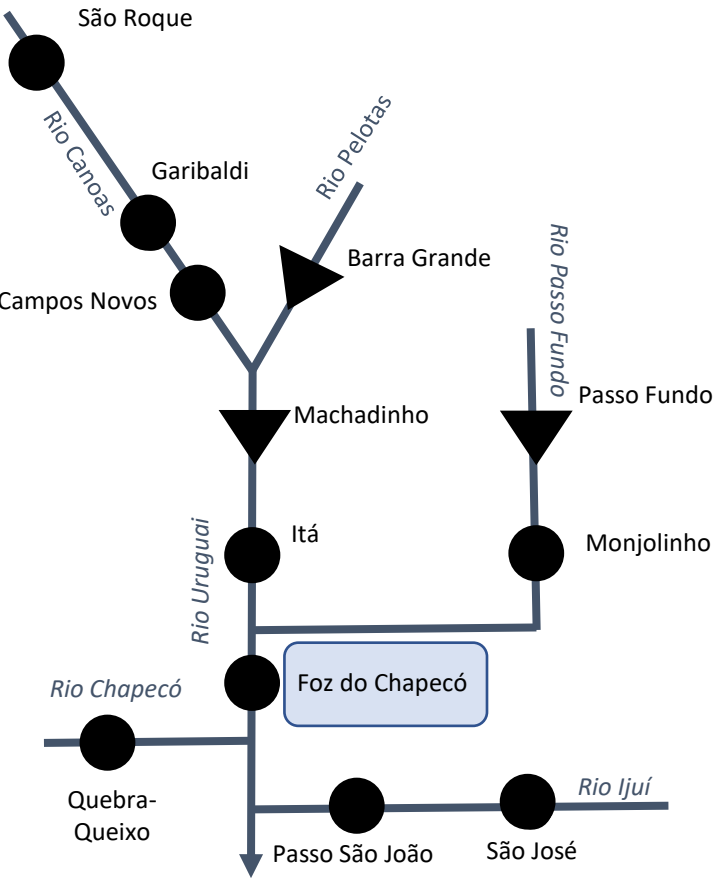 São Roque
Rio Canoas
Garibaldi
Rio Pelotas
Campos Novos
Barra Grande
Rio Passo Fundo
Passo Fundo
Machadinho
Itá
Monjolinho
Rio Uruguai
Foz do Chapecó
Rio Chapecó
Quebra-
Queixo
Rio Ijuí
Passo São João
São José